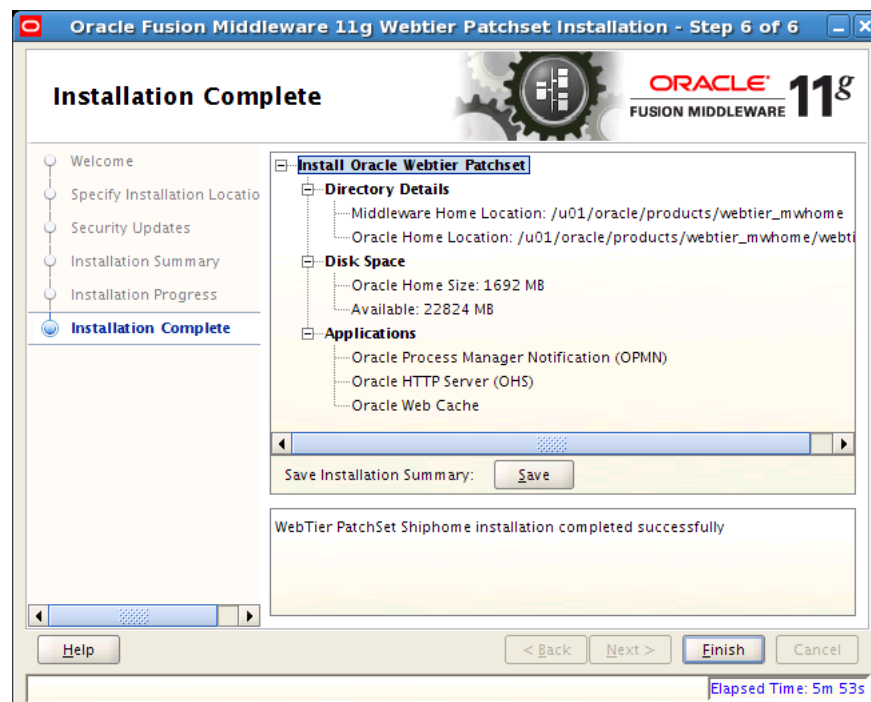 Oracle Fusion Middleware 11g Webtier Patchset Installation - Step 6 of 6
Installation Complete
ORACLE
FUSION MIDDLEWARE 11g
Welcome
Specify Installation Locatio
Security Updates
Installation Summary
Installation Progress
Installation Complete
Install Oracle Webtier Patchset
Directory Details
Middleware Home Location: /u01/oracle/products/webtier_mwhome
Oracle Home Location: /u01/oracle/products/webtier_mwhome/webti
Disk Space
Oracle Home Size: 1692 MB
Available: 22824 MB
Applications
Oracle Process Manager Notification (OPMN)
Oracle HTTP Server (OHS)
Oracle Web Cache
Save Installation Summary: Save
WebTier PatchSet Shiphome installation completed successfully
Help < Back Next > Finish Cancel
Elapsed Time: 5m 53s